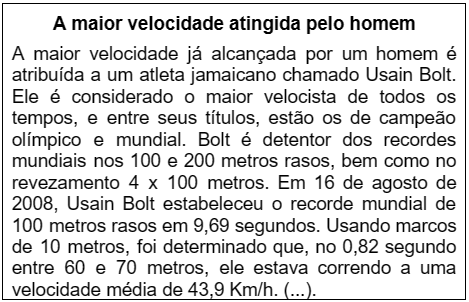 A maior velocidade atingida pelo homem
A maior velocidade já alcançada por um homem é
atribuída a um atleta jamaicano chamado Usain Bolt.
Ele é considerado o maior velocista de todos os
tempos, e entre seus títulos, estão os de campeão
olímpico e mundial. Bolt é detentor dos recordes
mundiais nos 100 e 200 metros rasos, bem como no
revezamento 4 x 100 metros. Em 16 de agosto de
2008, Usain Bolt estabeleceu o recorde mundial de
100 metros rasos em 9,69 segundos. Usando marcos
de 10 metros, foi determinado que, no 0,82 segundo
entre 60 e 70 metros, ele estava correndo a uma
velocidade média de 43,9 Km/h. (...).